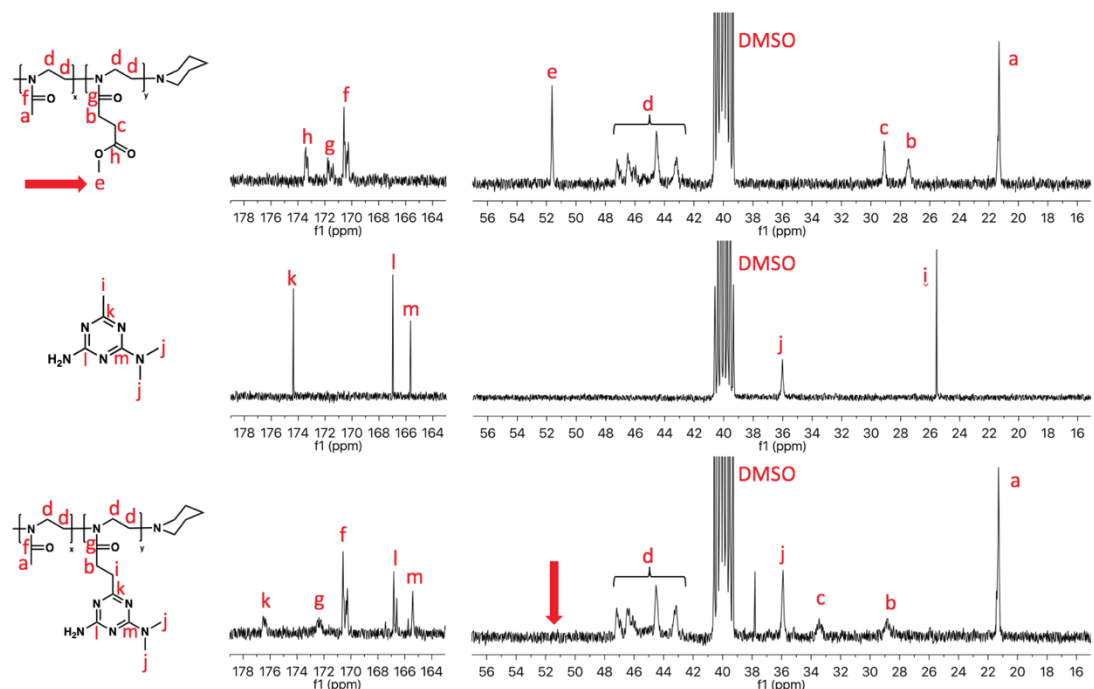 d d d d
N N N
x y
f O g O
a b
c
O O
h
e
h g f
178 176 174 172 170 168 166 164
f1 (ppm)
DMSO
e d c b a
56 54 52 50 48 46 44 42 40 38 36 34 32 30 28 26 24 22 20 18 16
f1 (ppm)
i
k
N N
H₂N l N m N j
j
k l m
178 176 174 172 170 168 166 164
f1 (ppm)
DMSO
j i
56 54 52 50 48 46 44 42 40 38 36 34 32 30 28 26 24 22 20 18 16
f1 (ppm)
d d d d
N N N
x y
f O g O
a b i
k
N N
H₂N l N m N j
j
k g f l m
178 176 174 172 170 168 166 164
f1 (ppm)
DMSO
d j c b a
56 54 52 50 48 46 44 42 40 38 36 34 32 30 28 26 24 22 20 18 16
f1 (ppm)